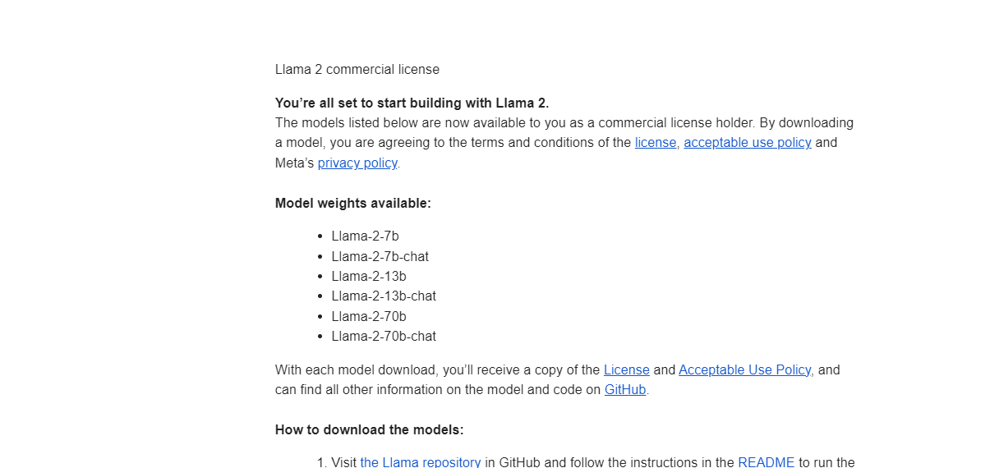 Llama 2 commercial license
You’re all set to start building with Llama 2.
The models listed below are now available to you as a commercial license holder. By downloading
a model, you are agreeing to the terms and conditions of the license, acceptable use policy and
Meta’s privacy policy.
Model weights available:
• Llama-2-7b
• Llama-2-7b-chat
• Llama-2-13b
• Llama-2-13b-chat
• Llama-2-70b
• Llama-2-70b-chat
With each model download, you’ll receive a copy of the License and Acceptable Use Policy, and
can find all other information on the model and code on GitHub.
How to download the models:
1. Visit the Llama repository in GitHub and follow the instructions in the README to run the